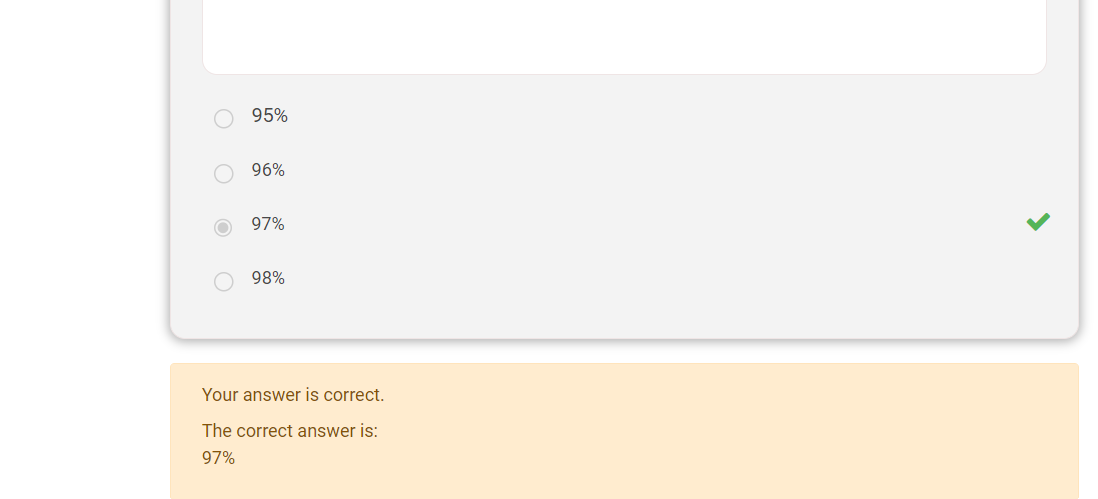 95%
96%
97%
98%
Your answer is correct.
The correct answer is:
97%